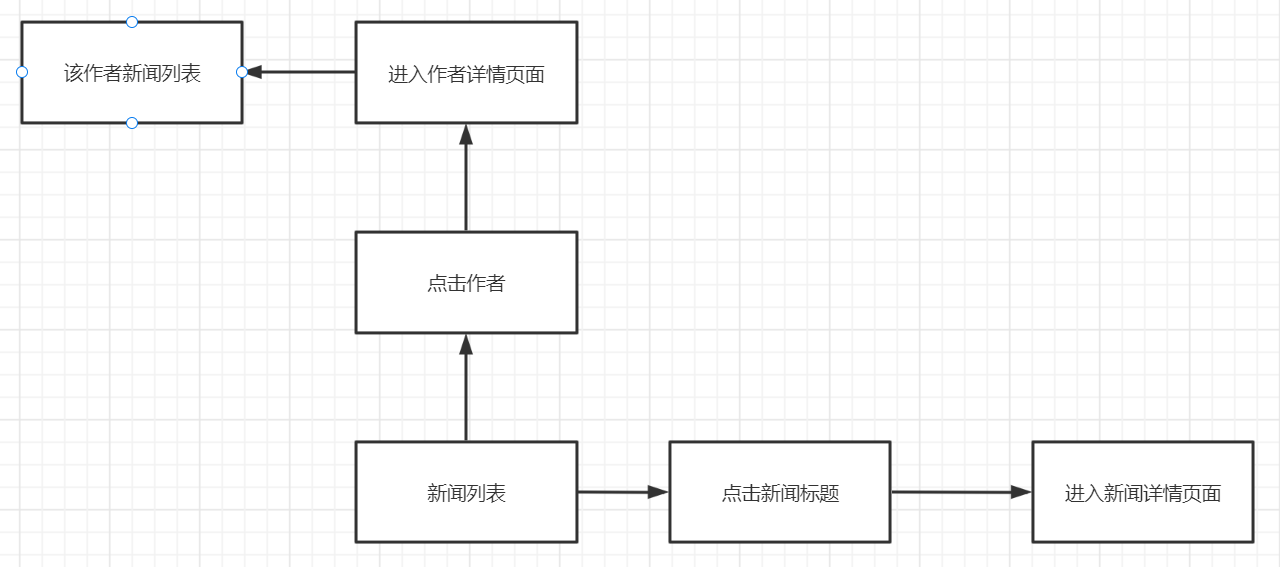 该作者新闻列表
进入作者详情页面
点击作者
新闻列表
点击新闻标题
进入新闻详情页面